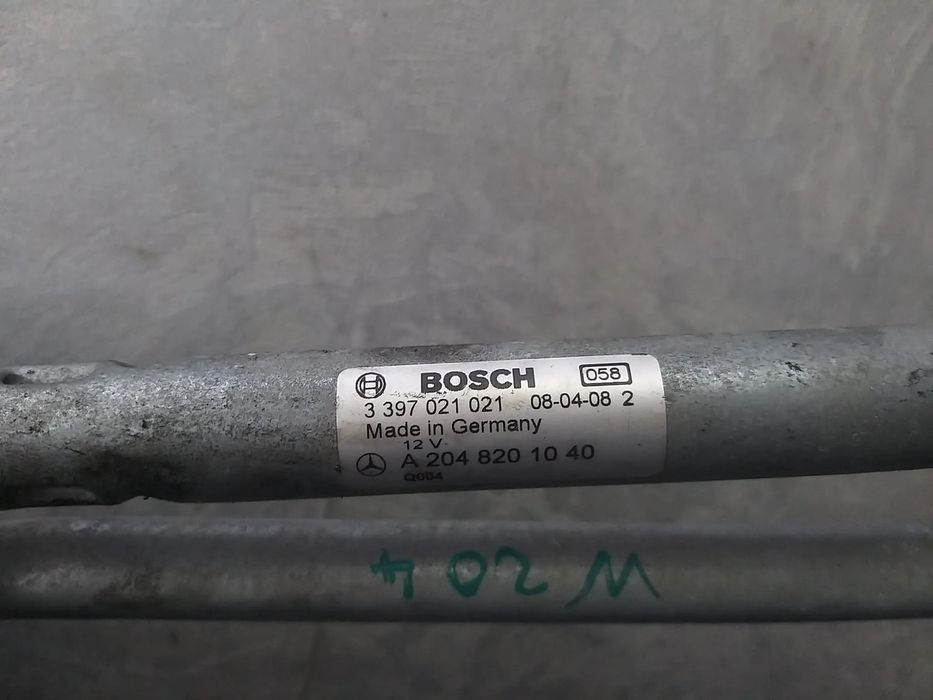 BOSCH 058
3 397 021 021 08-04-08 2
Made in Germany
12 V
A 204 820 10 40
Q004
W204